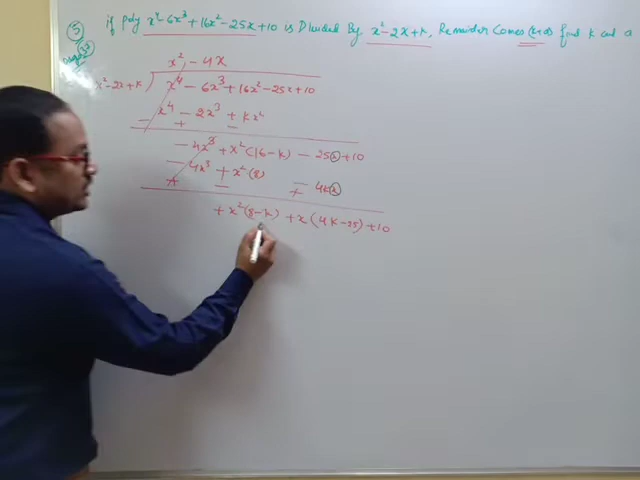 (5) if Poly x⁴-6x³+16x²-25x+10 is Divided By x²-2x+k, Remainder Comes (x+a) find k and a
x² - 4x
x²-2x+k ) x⁴ - 6x³+16x²-25x+10
x⁴ - 2x³ + kx²
- + -
- 4x³ + x²(16-k) - 25x+10
- 4x³ + x²(8) - 4kx
+ - +
+ x²(8-k) + x(4k-25)+10